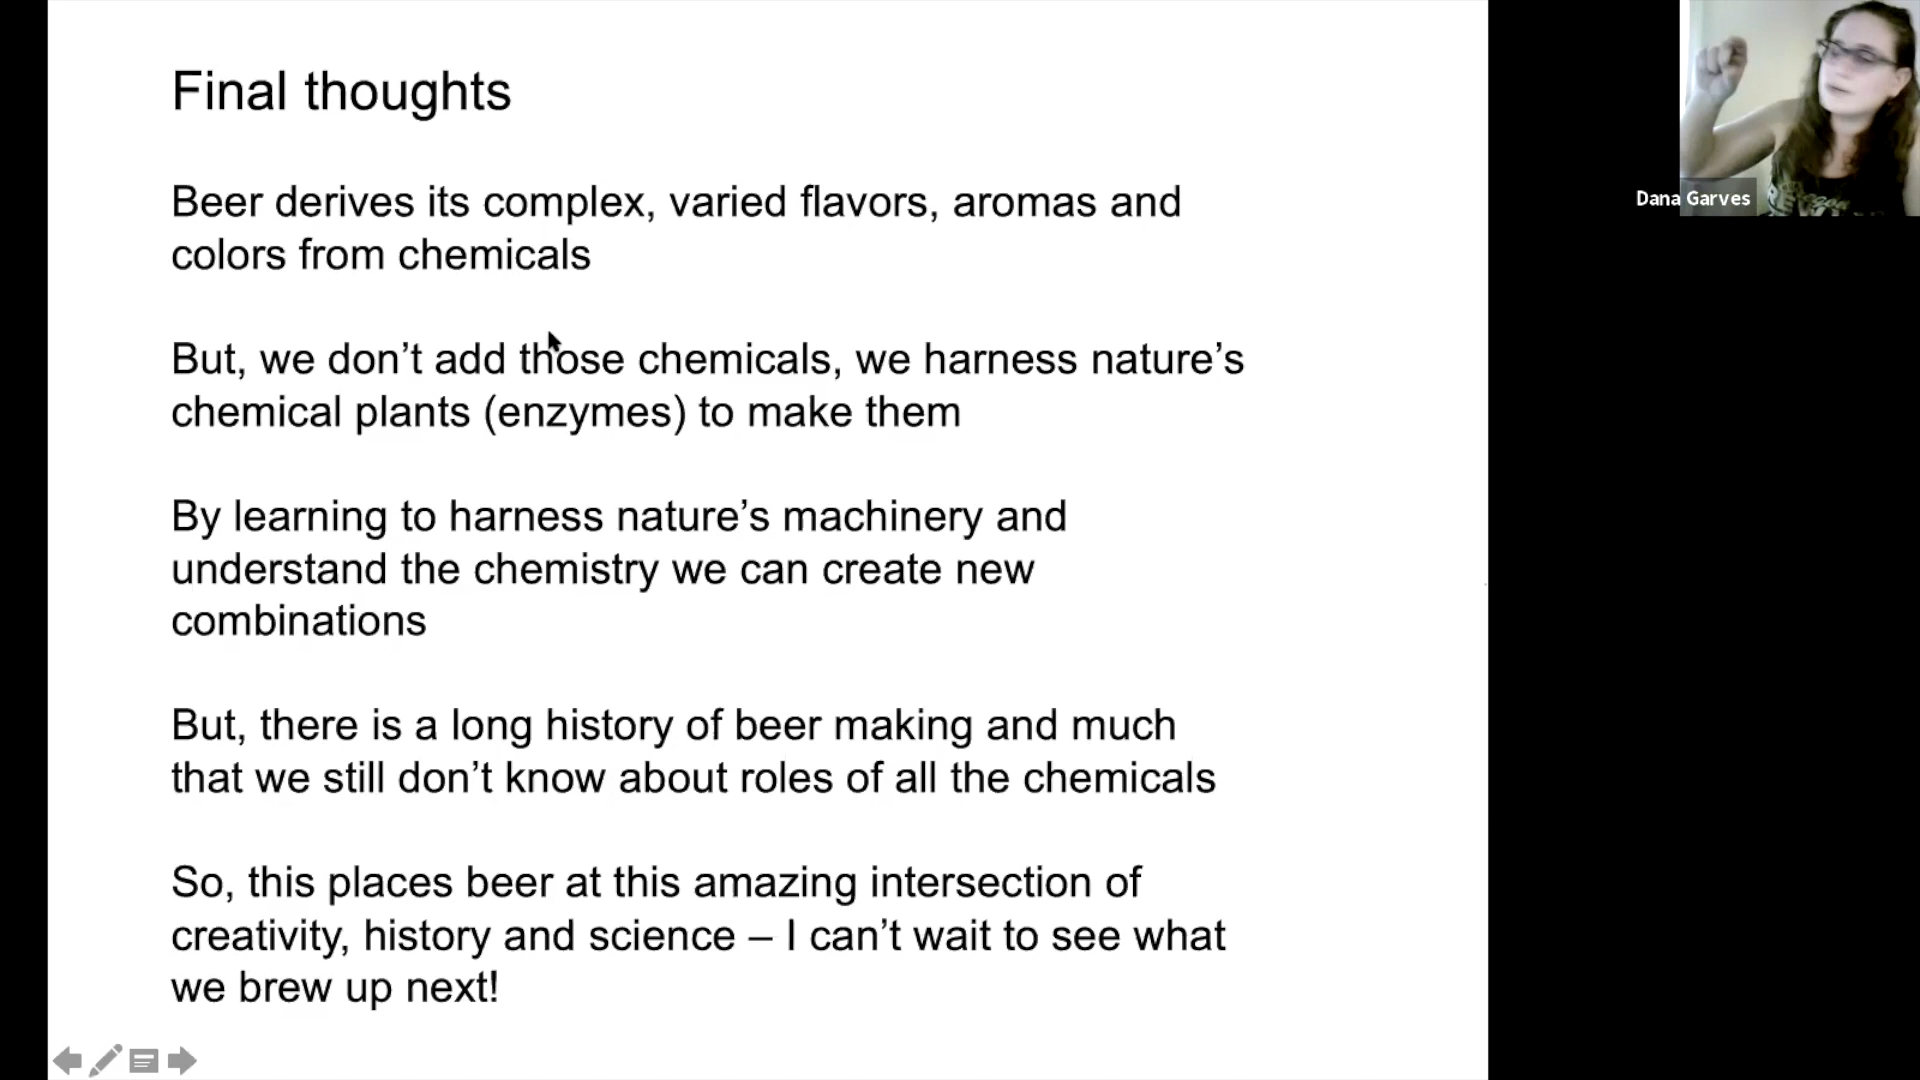 Final thoughts
Beer derives its complex, varied flavors, aromas and
colors from chemicals
But, we don’t add those chemicals, we harness nature’s
chemical plants (enzymes) to make them
By learning to harness nature’s machinery and
understand the chemistry we can create new
combinations
But, there is a long history of beer making and much
that we still don’t know about roles of all the chemicals
So, this places beer at this amazing intersection of
creativity, history and science – I can’t wait to see what
we brew up next!
Dana Garves